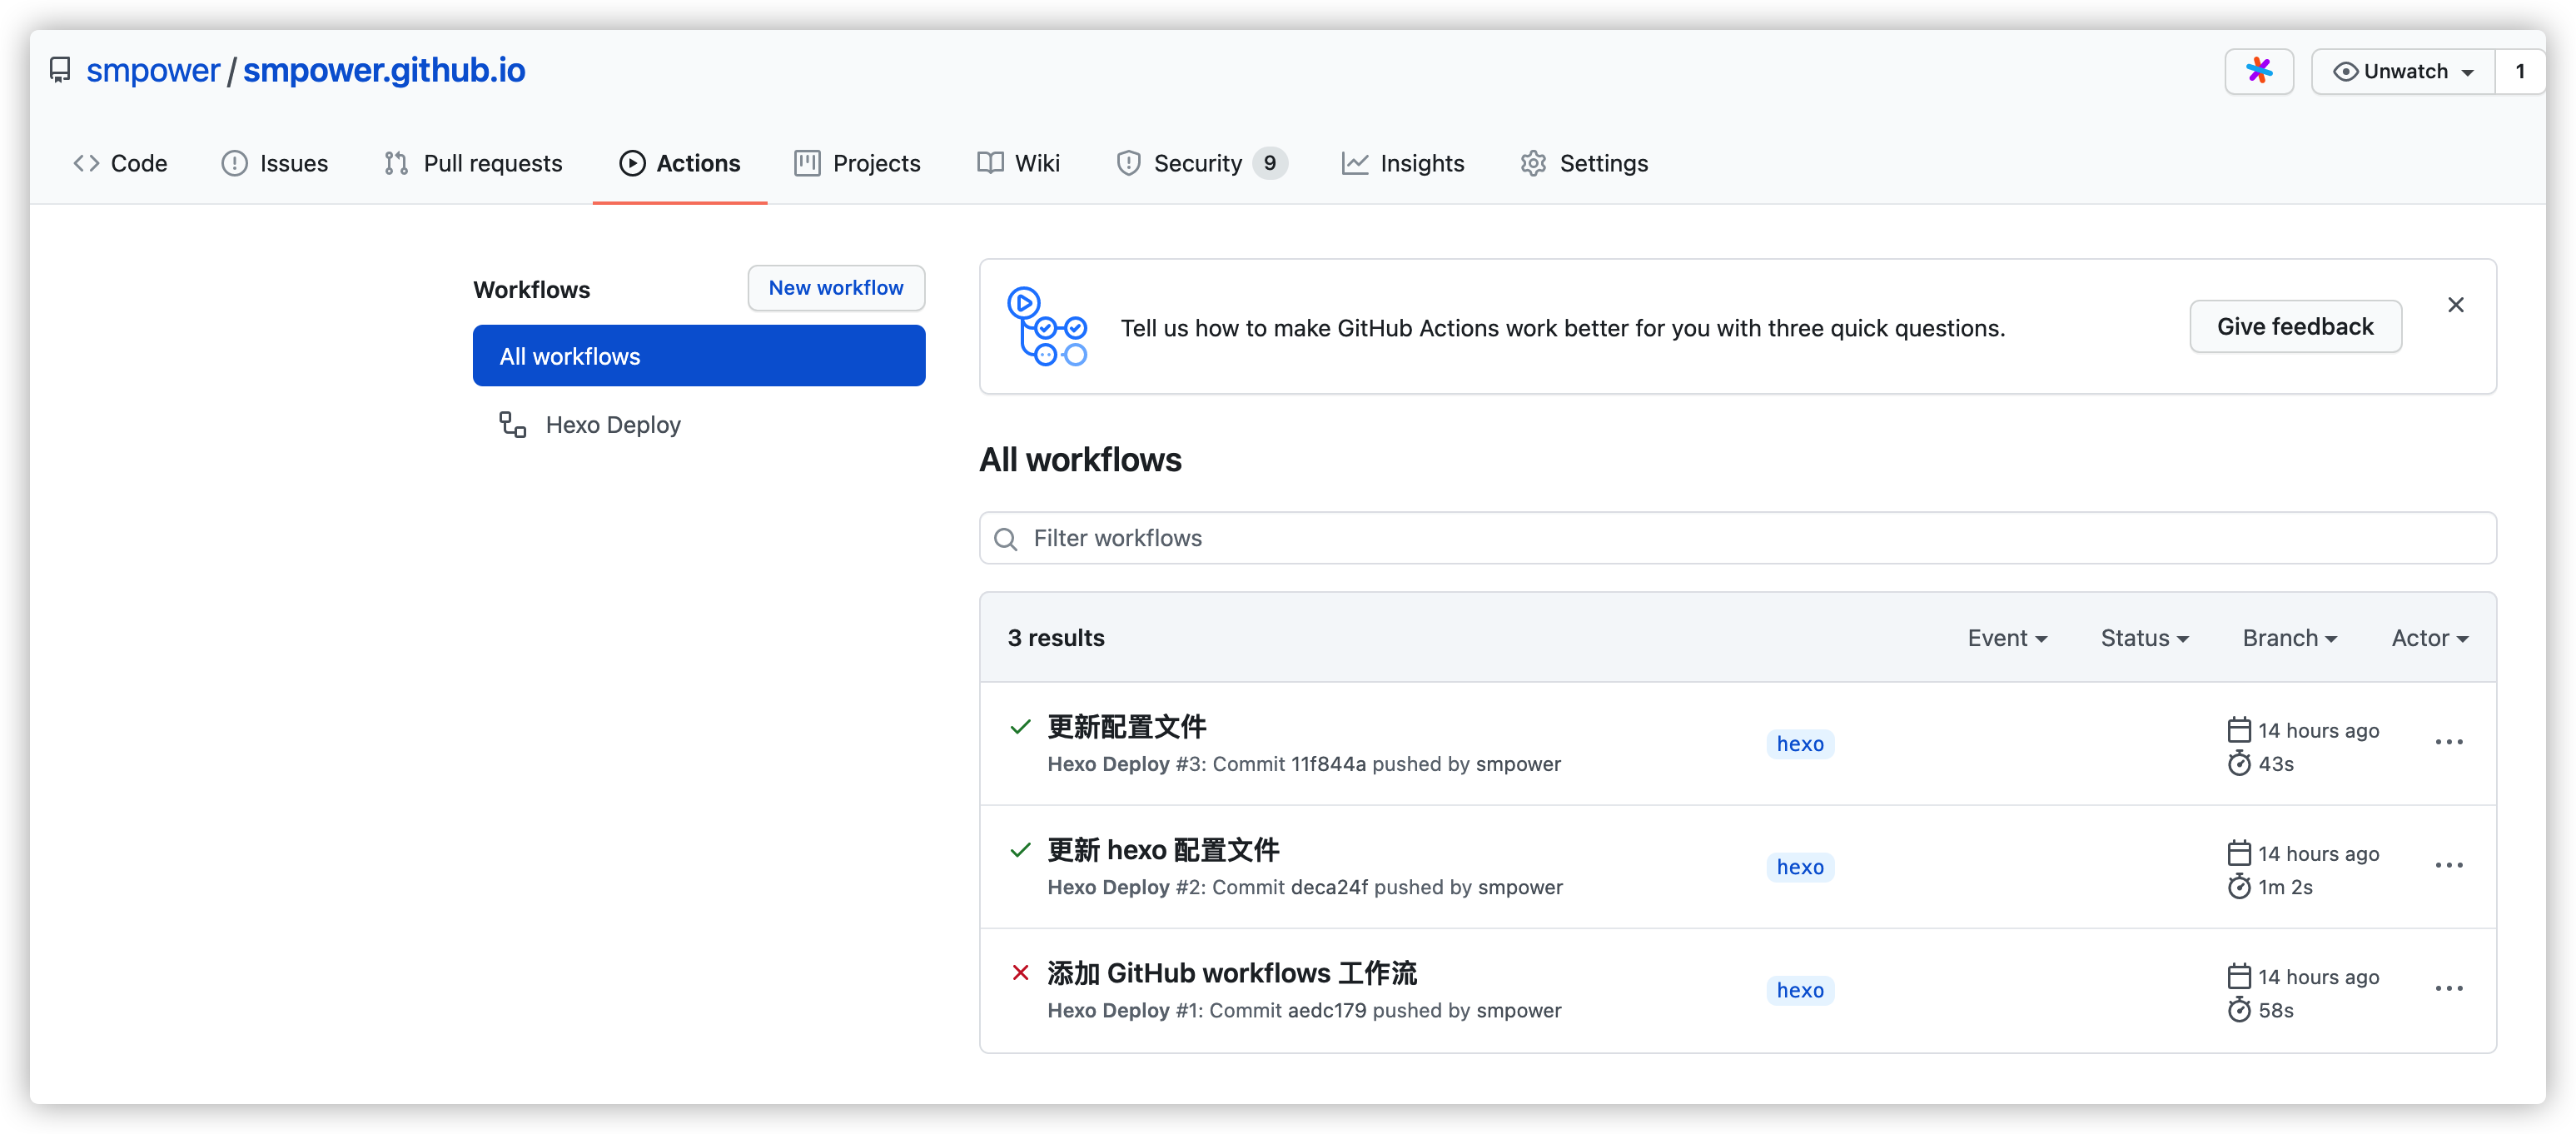 smpower / smpower.github.io
Unwatch 1
Code Issues Pull requests Actions Projects Wiki Security 9 Insights Settings
Workflows
New workflow
All workflows
Hexo Deploy
Tell us how to make GitHub Actions work better for you with three quick questions.
Give feedback
All workflows
Filter workflows
3 results
Event Status Branch Actor
更新配置文件
Hexo Deploy #3: Commit 11f844a pushed by smpower
hexo
14 hours ago
43s
更新 hexo 配置文件
Hexo Deploy #2: Commit deca24f pushed by smpower
hexo
14 hours ago
1m 2s
添加 GitHub workflows 工作流
Hexo Deploy #1: Commit aedc179 pushed by smpower
hexo
14 hours ago
58s